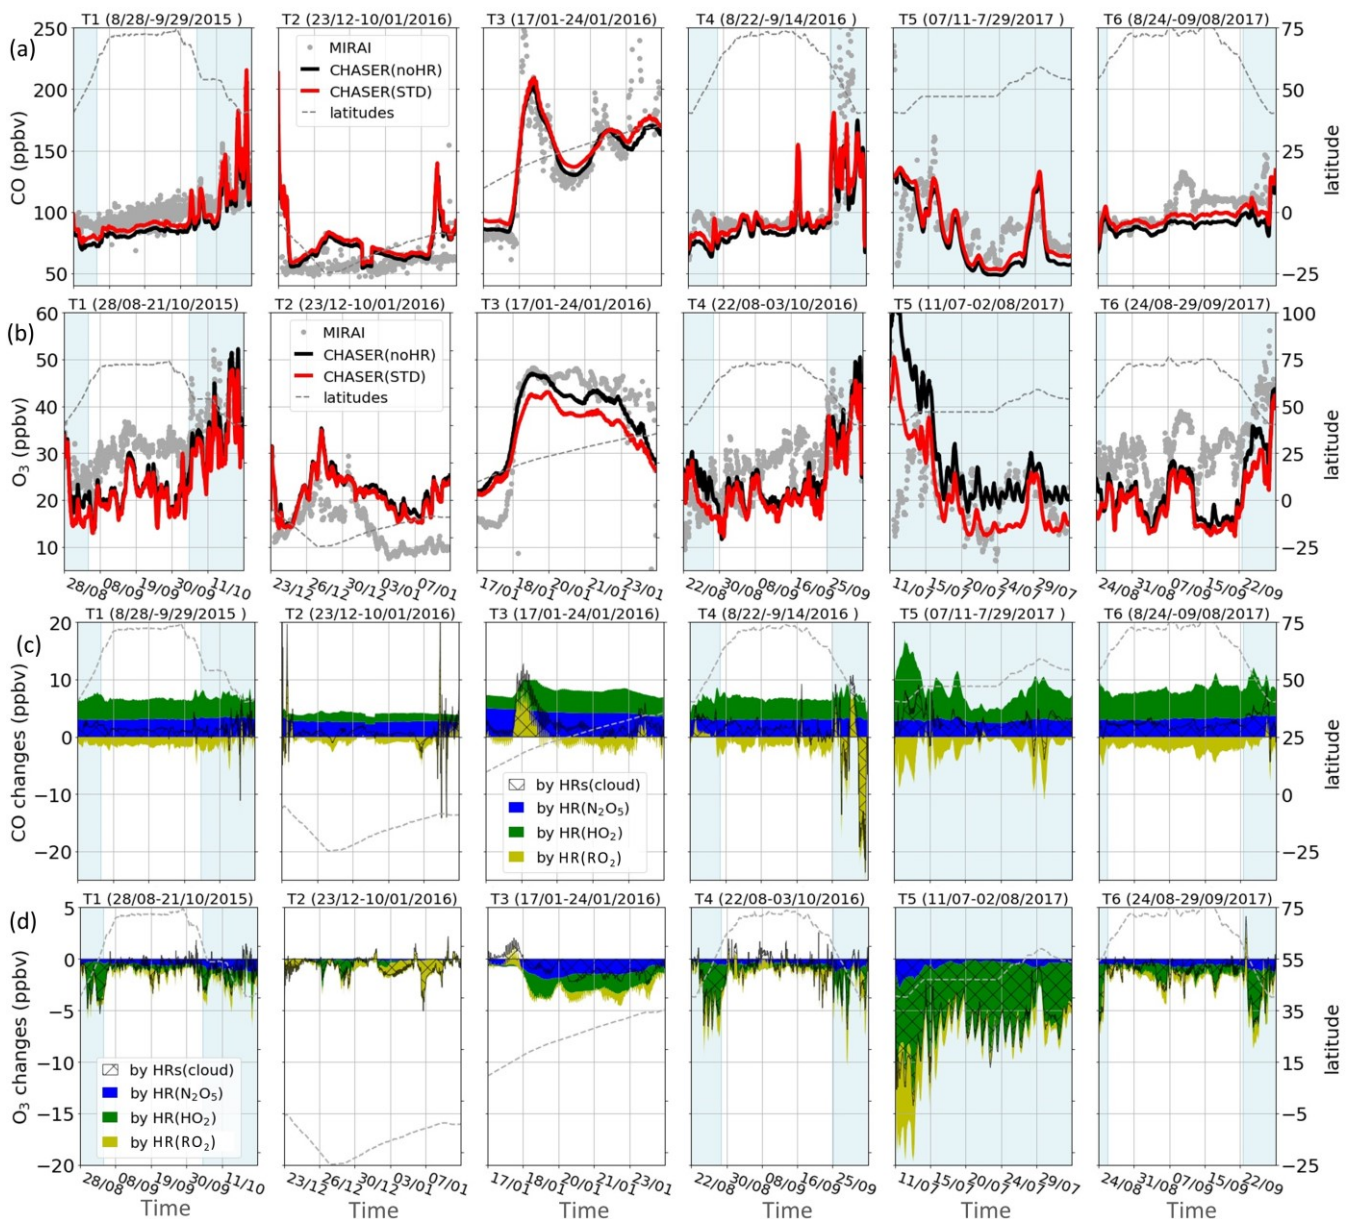 (a)
T1 (8/28/-9/29/2015)
T2 (23/12-10/01/2016)
T3 (17/01-24/01/2016)
T4 (8/22/-9/14/2016)
T5 (07/11-7/29/2017)
T6 (8/24/-09/08/2017)
CO (ppbv)
250
200
150
100
50
MIRAI
CHASER(noHR)
CHASER(STD)
latitudes
75
50
25
0
−25
latitude
(b)
T1 (28/08-21/10/2015)
T2 (23/12-10/01/2016)
T3 (17/01-24/01/2016)
T4 (22/08-03/10/2016)
T5 (11/07-02/08/2017)
T6 (24/08-29/09/2017)
O3 (ppbv)
60
50
40
30
20
10
MIRAI
CHASER(noHR)
CHASER(STD)
latitudes
100
75
50
25
0
−25
latitude
28/08 08/09 19/09 30/09 11/10
23/12 26/12 30/12 03/01 07/01
17/01 18/01 20/01 21/01 23/01
22/08 30/08 08/09 16/09 25/09
11/07 15/07 20/07 24/07 29/07
24/08 31/08 07/09 15/09 22/09
(c)
T1 (8/28/-9/29/2015)
T2 (23/12-10/01/2016)
T3 (17/01-24/01/2016)
T4 (8/22/-9/14/2016)
T5 (07/11-7/29/2017)
T6 (8/24/-09/08/2017)
CO changes (ppbv)
20
10
0
−10
−20
by HRs(cloud)
by HR(N2O5)
by HR(HO2)
by HR(RO2)
75
50
25
0
−25
latitude
(d)
T1 (28/08-21/10/2015)
T2 (23/12-10/01/2016)
T3 (17/01-24/01/2016)
T4 (22/08-03/10/2016)
T5 (11/07-02/08/2017)
T6 (24/08-29/09/2017)
O3 changes (ppbv)
5
0
−5
−10
−15
−20
by HRs(cloud)
by HR(N2O5)
by HR(HO2)
by HR(RO2)
75
55
35
15
−5
−25
latitude
28/08 08/09 19/09 30/09 11/10
23/12 26/12 30/12 03/01 07/01
17/01 18/01 20/01 21/01 23/01
22/08 30/08 08/09 16/09 25/09
11/07 15/07 20/07 24/07 29/07
24/08 31/08 07/09 15/09 22/09
Time
Time
Time
Time
Time
Time